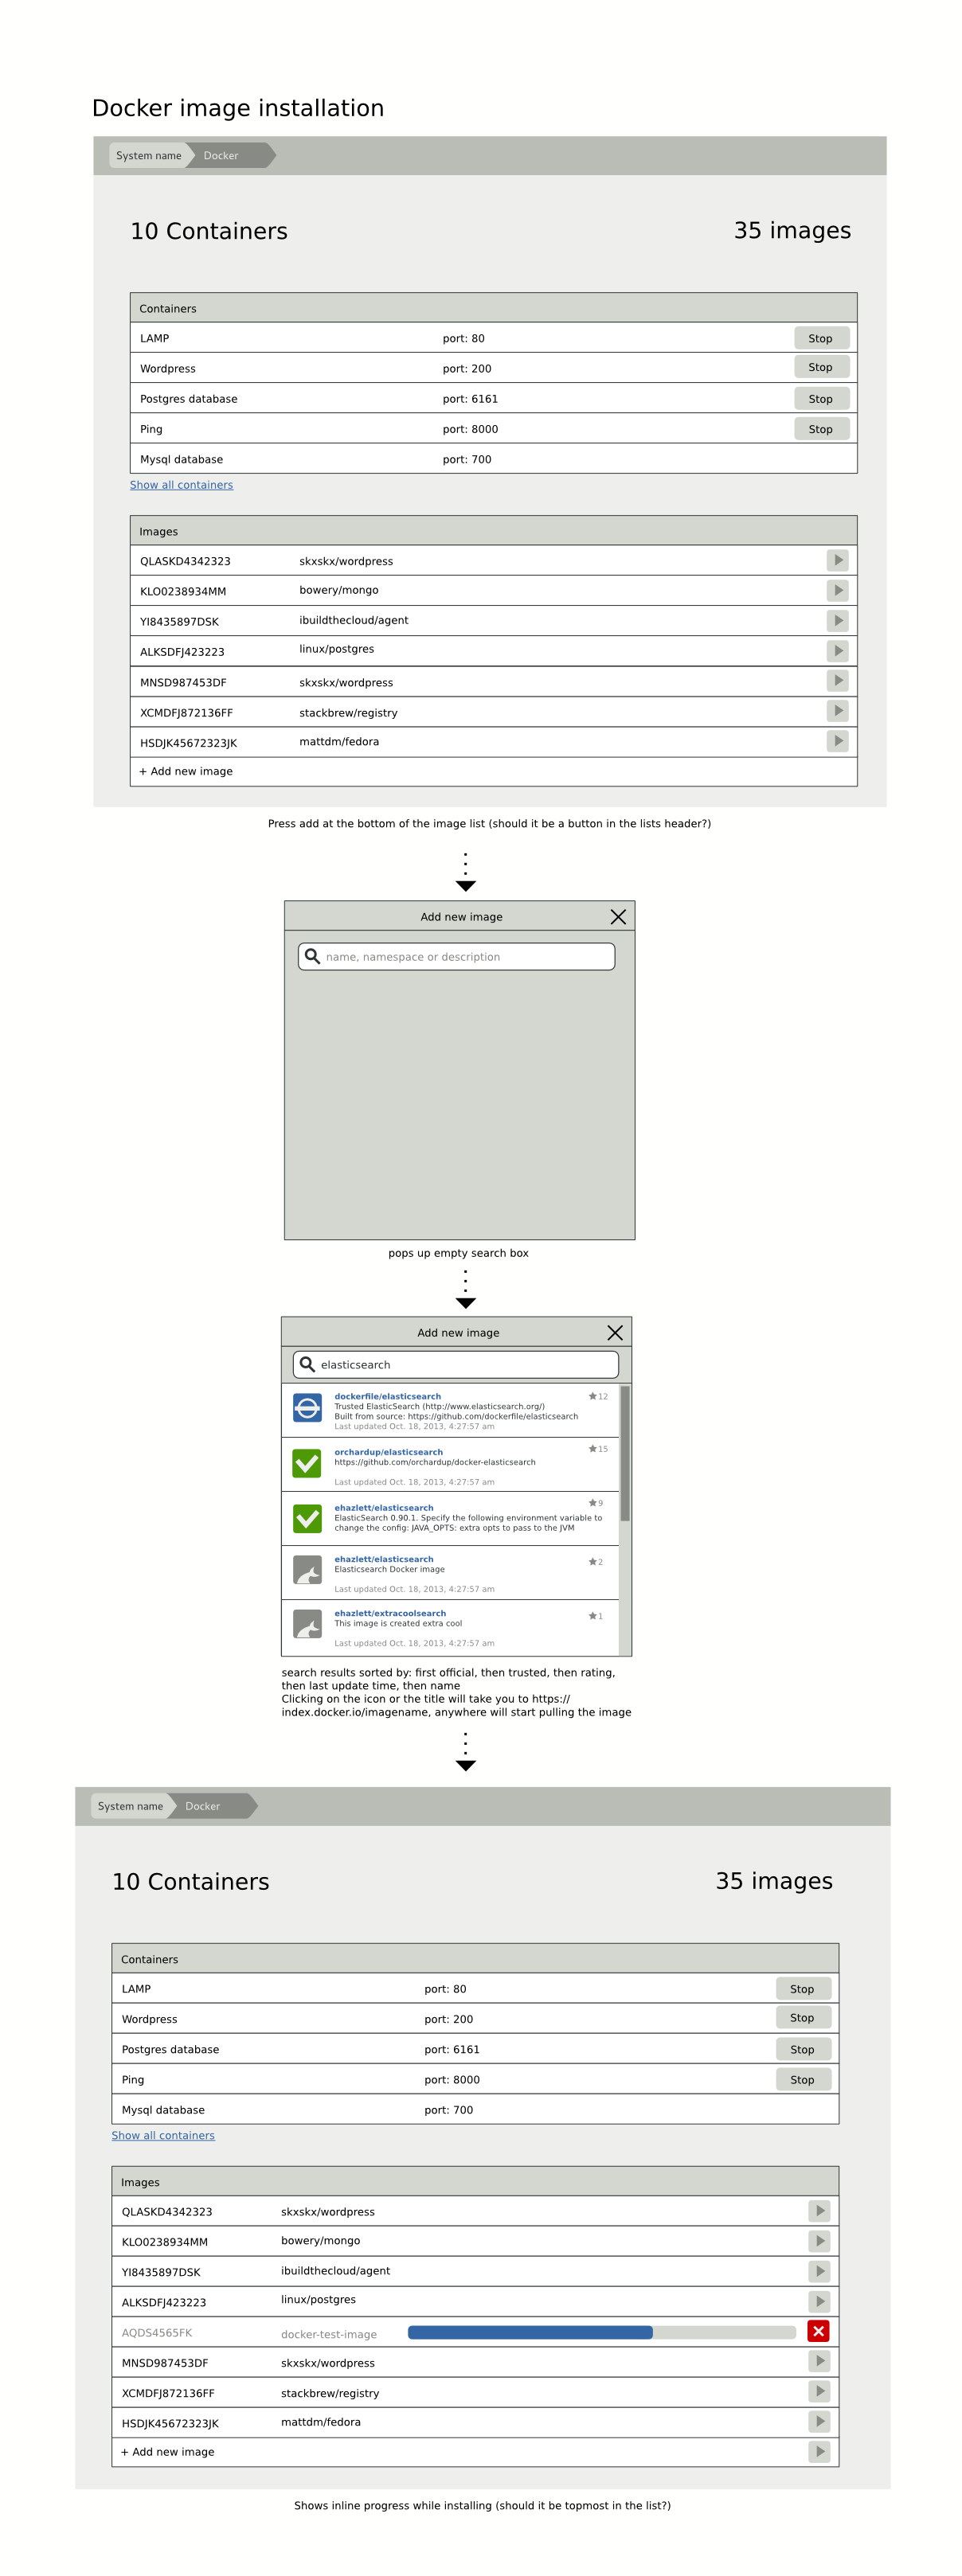 Docker image installation
System name Docker
10 Containers 35 images
Containers
LAMP port: 80 Stop
Wordpress port: 200 Stop
Postgres database port: 6161 Stop
Ping port: 8000 Stop
Mysql database port: 700
Show all containers
Images
QLASKD4342323 skxskx/wordpress
KLO0238934MM bowery/mongo
YI8435897DSK ibuildthecloud/agent
ALKSDFJ423223 linux/postgres
MNSD987453DF skxskx/wordpress
XCMDFJ872136FF stackbrew/registry
HSDJK45672323JK mattdm/fedora
+ Add new image
Press add at the bottom of the image list (should it be a button in the lists header?)
Add new image
name, namespace or description
pops up empty search box
Add new image
elasticsearch
dockerfile/elasticsearch 12
Trusted ElasticSearch (http://www.elasticsearch.org/)
Built from source: https://github.com/dockerfile/elasticsearch
Last updated Oct. 18, 2013, 4:27:57 am
orchardup/elasticsearch 15
https://github.com/orchardup/docker-elasticsearch
Last updated Oct. 18, 2013, 4:27:57 am
ehazlett/elasticsearch 9
ElasticSearch 0.90.1. Specify the following environment variable to
change the config: JAVA_OPTS: extra opts to pass to the JVM
ehazlett/elasticsearch 2
Elasticsearch Docker image
Last updated Oct. 18, 2013, 4:27:57 am
ehazlett/extracoolsearch 1
This image is created extra cool
Last updated Oct. 18, 2013, 4:27:57 am
search results sorted by: first official, then trusted, then rating,
then last update time, then name
Clicking on the icon or the title will take you to https://
index.docker.io/imagename, anywhere will start pulling the image
System name Docker
10 Containers 35 images
Containers
LAMP port: 80 Stop
Wordpress port: 200 Stop
Postgres database port: 6161 Stop
Ping port: 8000 Stop
Mysql database port: 700
Show all containers
Images
QLASKD4342323 skxskx/wordpress
KLO0238934MM bowery/mongo
YI8435897DSK ibuildthecloud/agent
ALKSDFJ423223 linux/postgres
AQDS4565FK docker-test-image
MNSD987453DF skxskx/wordpress
XCMDFJ872136FF stackbrew/registry
HSDJK45672323JK mattdm/fedora
+ Add new image
Shows inline progress while installing (should it be topmost in the list?)